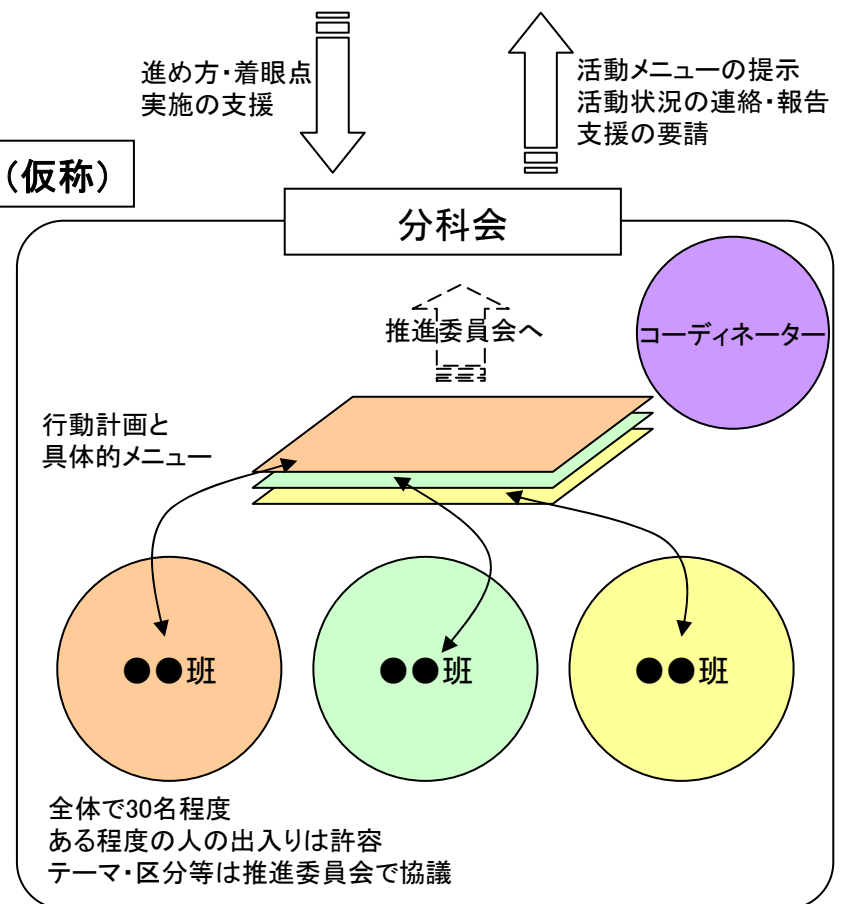 進め方・着眼点
実施の支援
活動メニューの提示
活動状況の連絡・報告
支援の要請
（仮称）
分科会
推進委員会へ
コーディネーター
行動計画と
具体的メニュー
●●班
●●班
●●班
全体で30名程度
ある程度の人の出入りは許容
テーマ・区分等は推進委員会で協議